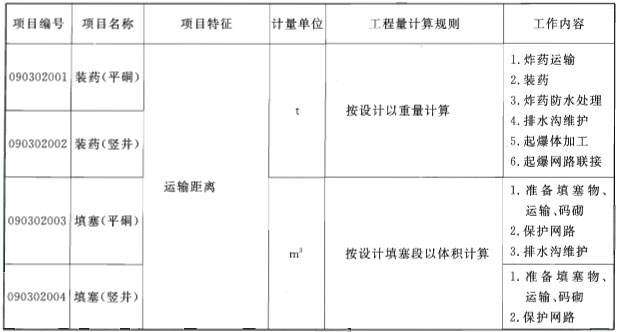 项目编号 项目名称 项目特征 计量单位 工程量计算规则 工作内容
090302001 装药(平硐)
090302002 装药(竖井)
090302003 填塞(平硐)
090302004 填塞(竖井)
运输距离
t
m³
按设计以重量计算
按设计填塞段以体积计算
1.炸药运输
2.装药
3.炸药防水处理
4.排水沟维护
5.起爆体加工
6.起爆网路联接
1.准备填塞物、
运输、码砌
2.保护网路
3.排水沟维护
1.准备填塞物、
运输、码砌
2.保护网路